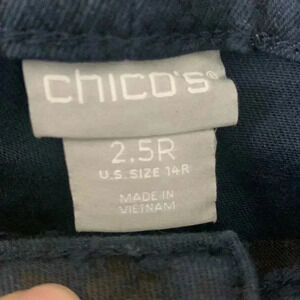 chico's®
2.5R
U.S. SIZE 14R
MADE IN
VIETNAM